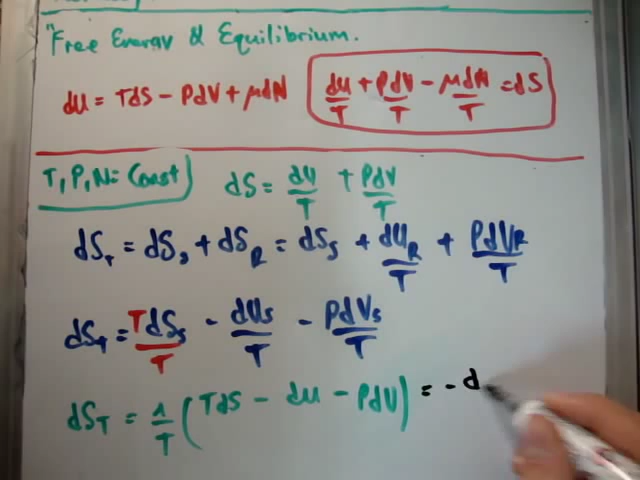 "Free Energy & Equilibrium.
dU = TdS - PdV + μdN
dU/T + PdV/T - μdN/T = dS
T, P, N = Const
dS = dU/T + PdV/T
dS_T = dS_S + dS_R = dS_S + dU_R/T + PdV_R/T
dS_T = TdS_S/T - dU_S/T - PdV_S/T
dS_T = 1/T (TdS - dU - PdV) = - d